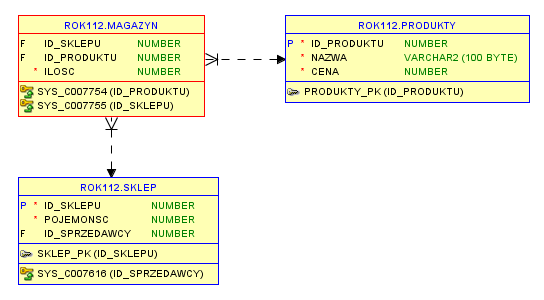 ROK112.MAGAZYN
F ID_SKLEPU NUMBER
F ID_PRODUKTU NUMBER
* ILOSC NUMBER
SYS_C007754 (ID_PRODUKTU)
SYS_C007755 (ID_SKLEPU)
ROK112.PRODUKTY
P * ID_PRODUKTU NUMBER
* NAZWA VARCHAR2 (100 BYTE)
* CENA NUMBER
PRODUKTY_PK (ID_PRODUKTU)
ROK112.SKLEP
P * ID_SKLEPU NUMBER
* POJEMONSC NUMBER
F ID_SPRZEDAWCY NUMBER
SKLEP_PK (ID_SKLEPU)
SYS_C007616 (ID_SPRZEDAWCY)